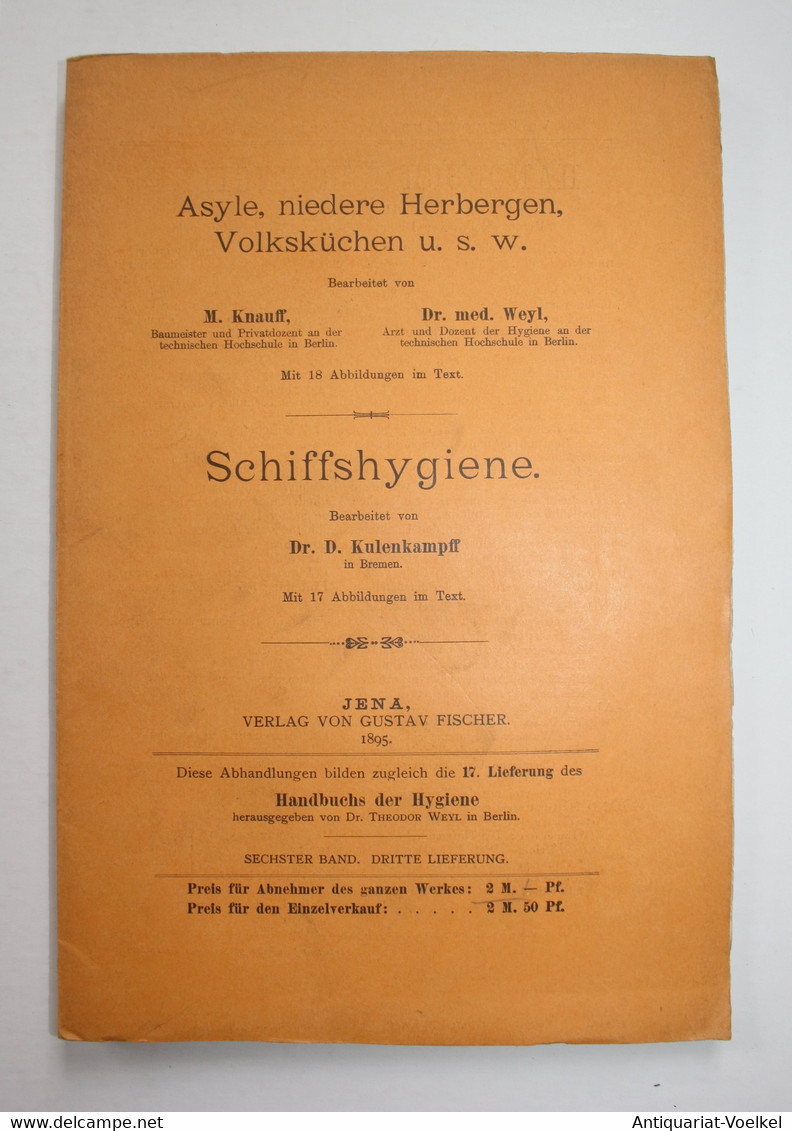 Asyle, niedere Herbergen,
Volksküchen u. s. w.
Bearbeitet von
M. Knauff,
Baumeister und Privatdozent an der
technischen Hochschule in Berlin.
Dr. med. Weyl,
Arzt und Dozent der Hygiene an der
technischen Hochschule in Berlin.
Mit 18 Abbildungen im Text.
Schiffshygiene.
Bearbeitet von
Dr. D. Kulenkampff
in Bremen.
Mit 17 Abbildungen im Text.
JENA,
VERLAG VON GUSTAV FISCHER.
1895.
Diese Abhandlungen bilden zugleich die 17. Lieferung des
Handbuchs der Hygiene
herausgegeben von Dr. THEODOR WEYL in Berlin.
SECHSTER BAND. DRITTE LIEFERUNG.
Preis für Abnehmer des ganzen Werkes: 2 M. — Pf.
Preis für den Einzelverkauf: . . . . . 2 M. 50 Pf.
Antiquariat-Voelkel